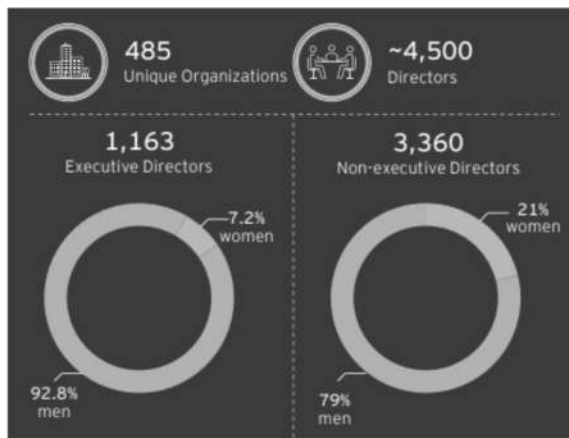 485
Unique Organizations
~4,500
Directors
1,163
Executive Directors
7.2%
women
92.8%
men
3,360
Non-executive Directors
21%
women
79%
men